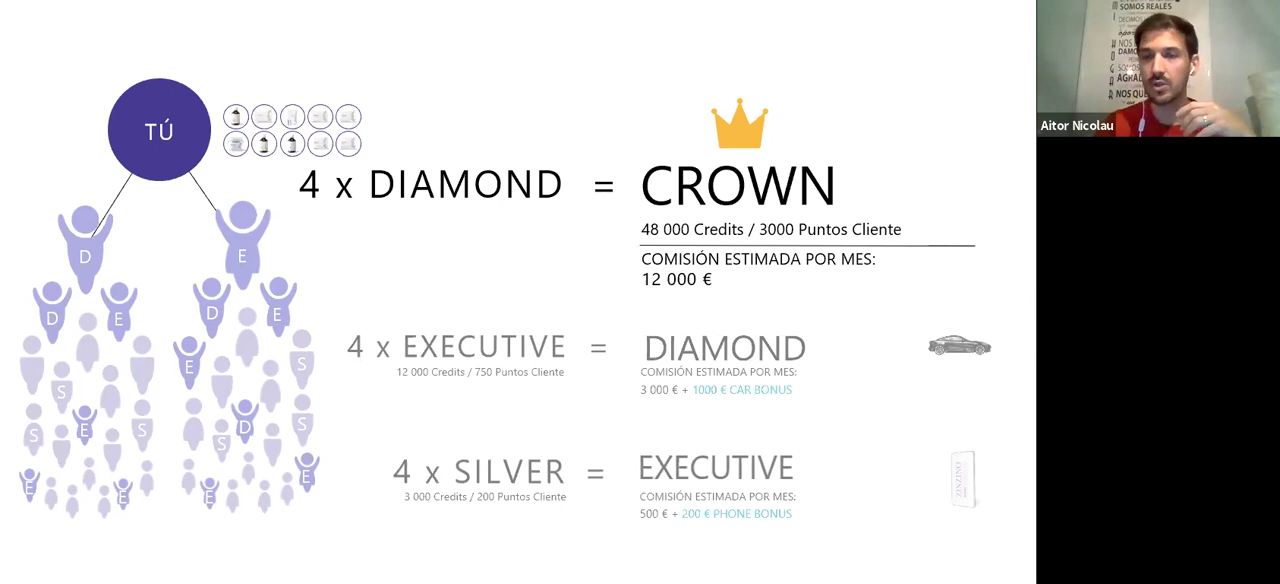 TÚ
4 x DIAMOND = CROWN
48 000 Credits / 3000 Puntos Cliente
COMISIÓN ESTIMADA POR MES:
12 000 €
D
E
D
E
D
E
4 x EXECUTIVE = DIAMOND
12 000 Credits / 750 Puntos Cliente
COMISIÓN ESTIMADA POR MES:
3 000 € + 1000 € CAR BONUS
E
S
S
S
E
S
S
D
S
4 x SILVER = EXECUTIVE
3 000 Credits / 200 Puntos Cliente
COMISIÓN ESTIMADA POR MES:
500 € + 200 € PHONE BONUS
E
E
E
E
ZINZINO
SOMOS REALES
Aitor Nicolau